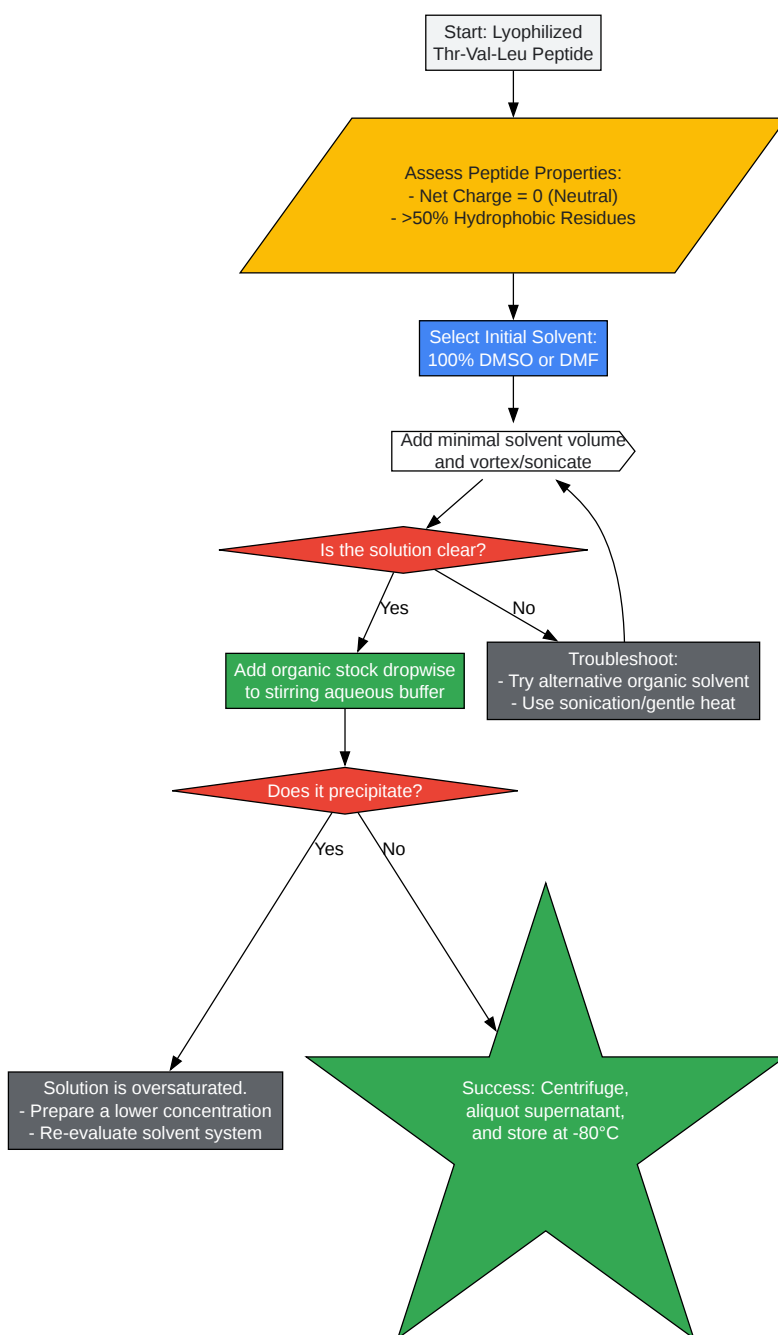 Start: Lyophilized
Thr-Val-Leu Peptide
Assess Peptide Properties:
- Net Charge = 0 (Neutral)
- >50% Hydrophobic Residues
Select Initial Solvent:
100% DMSO or DMF
Add minimal solvent volume
and vortex/sonicate
Is the solution clear?
Yes
No
Add organic stock dropwise
to stirring aqueous buffer
Troubleshoot:
- Try alternative organic solvent
- Use sonication/gentle heat
Does it precipitate?
Yes
No
Solution is oversaturated.
- Prepare a lower concentration
- Re-evaluate solvent system
Success: Centrifuge,
aliquot supernatant,
and store at -80°C